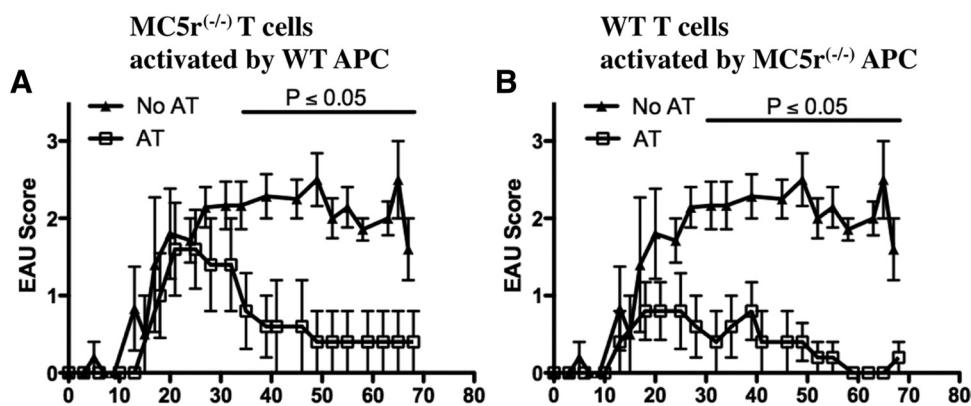 MC5r(-/-) T cells
activated by WT APC
A
No AT
AT
P ≤ 0.05
EAU Score
3
2
1
0
0 10 20 30 40 50 60 70 80
WT T cells
activated by MC5r(-/-) APC
B
No AT
AT
P ≤ 0.05
EAU Score
3
2
1
0
0 10 20 30 40 50 60 70 80